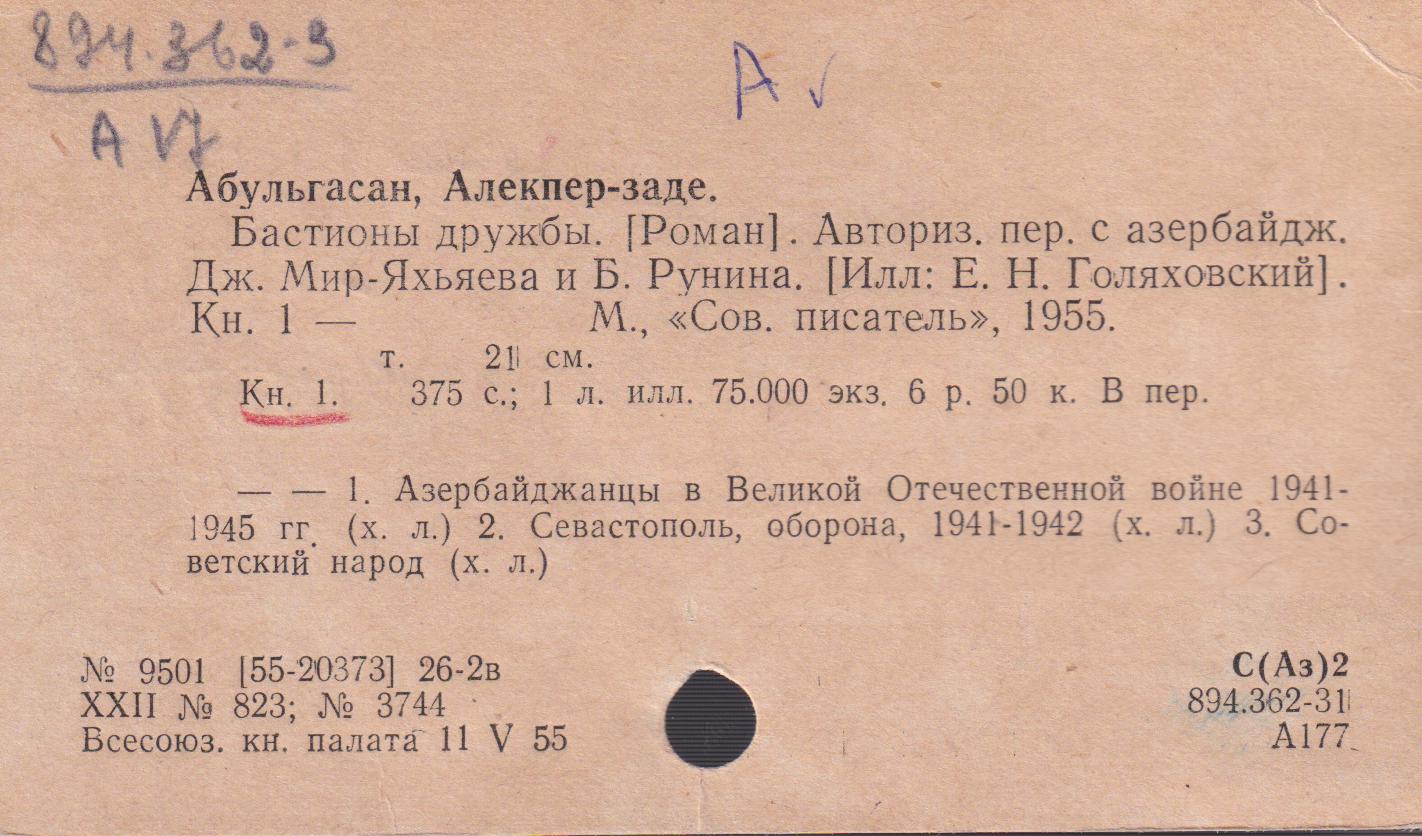 894.362-3
А V
А 17
Абульгасан, Алекпер-заде.
Бастионы дружбы. [Роман]. Авториз. пер. с азербайдж.
Дж. Мир-Яхьяева и Б. Рунина. [Илл: Е. Н. Голяховский].
Кн. 1 — М., «Сов. писатель», 1955.
т. 21 см.
Кн. 1. 375 с.; 1 л. илл. 75.000 экз. 6 р. 50 к. В пер.
— — 1. Азербайджанцы в Великой Отечественной войне 1941-
1945 гг. (х. л.) 2. Севастополь, оборона, 1941-1942 (х. л.) 3. Со-
ветский народ (х. л.)
№ 9501 [55-20373] 26-2в
XXII № 823; № 3744
Всесоюз. кн. палата 11 V 55
С(Аз)2
894.362-31
А177